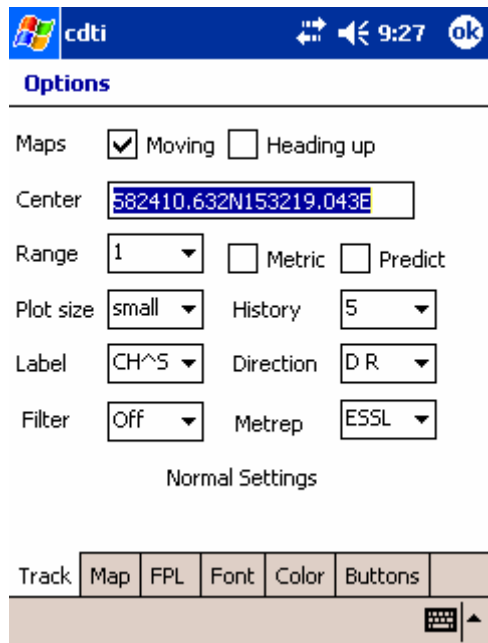 cdti 9:27 ok
Options
Maps Moving Heading up
Center 582410.632N153219.043E
Range 1 Metric Predict
Plot size small History 5
Label CH^S Direction D R
Filter Off Metrep ESSL
Normal Settings
Track Map FPL Font Color Buttons